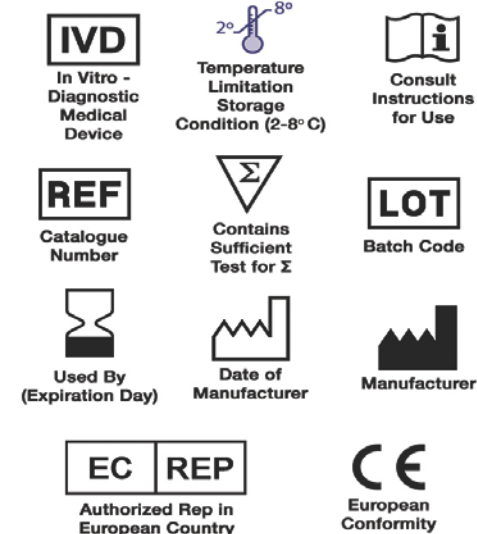 IVD
In Vitro -
Diagnostic
Medical
Device
2° 8°
Temperature
Limitation
Storage
Condition (2-8° C)
i
Consult
Instructions
for Use
REF
Catalogue
Number
Σ
Contains
Sufficient
Test for Σ
LOT
Batch Code
Used By
(Expiration Day)
Date of
Manufacturer
Manufacturer
EC REP
Authorized Rep in
European Country
CE
European
Conformity